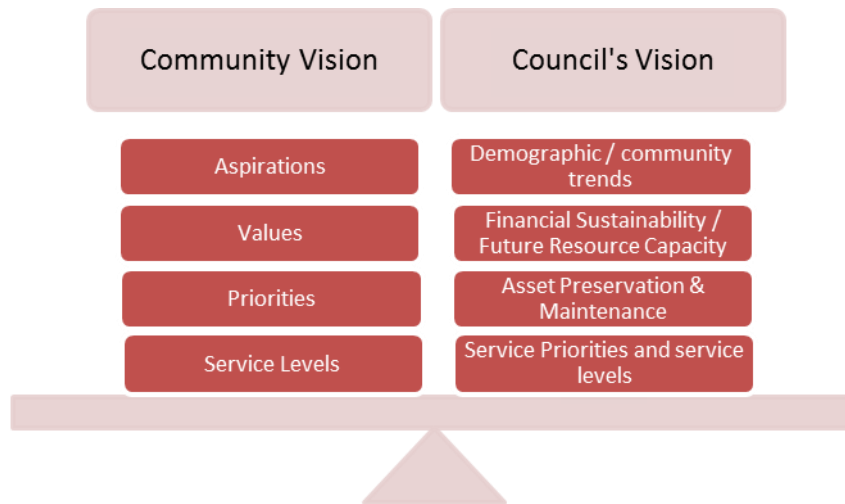 Community Vision
Council's Vision
Aspirations
Demographic / community
trends
Values
Financial Sustainability /
Future Resource Capacity
Priorities
Asset Preservation &
Maintenance
Service Levels
Service Priorities and service
levels